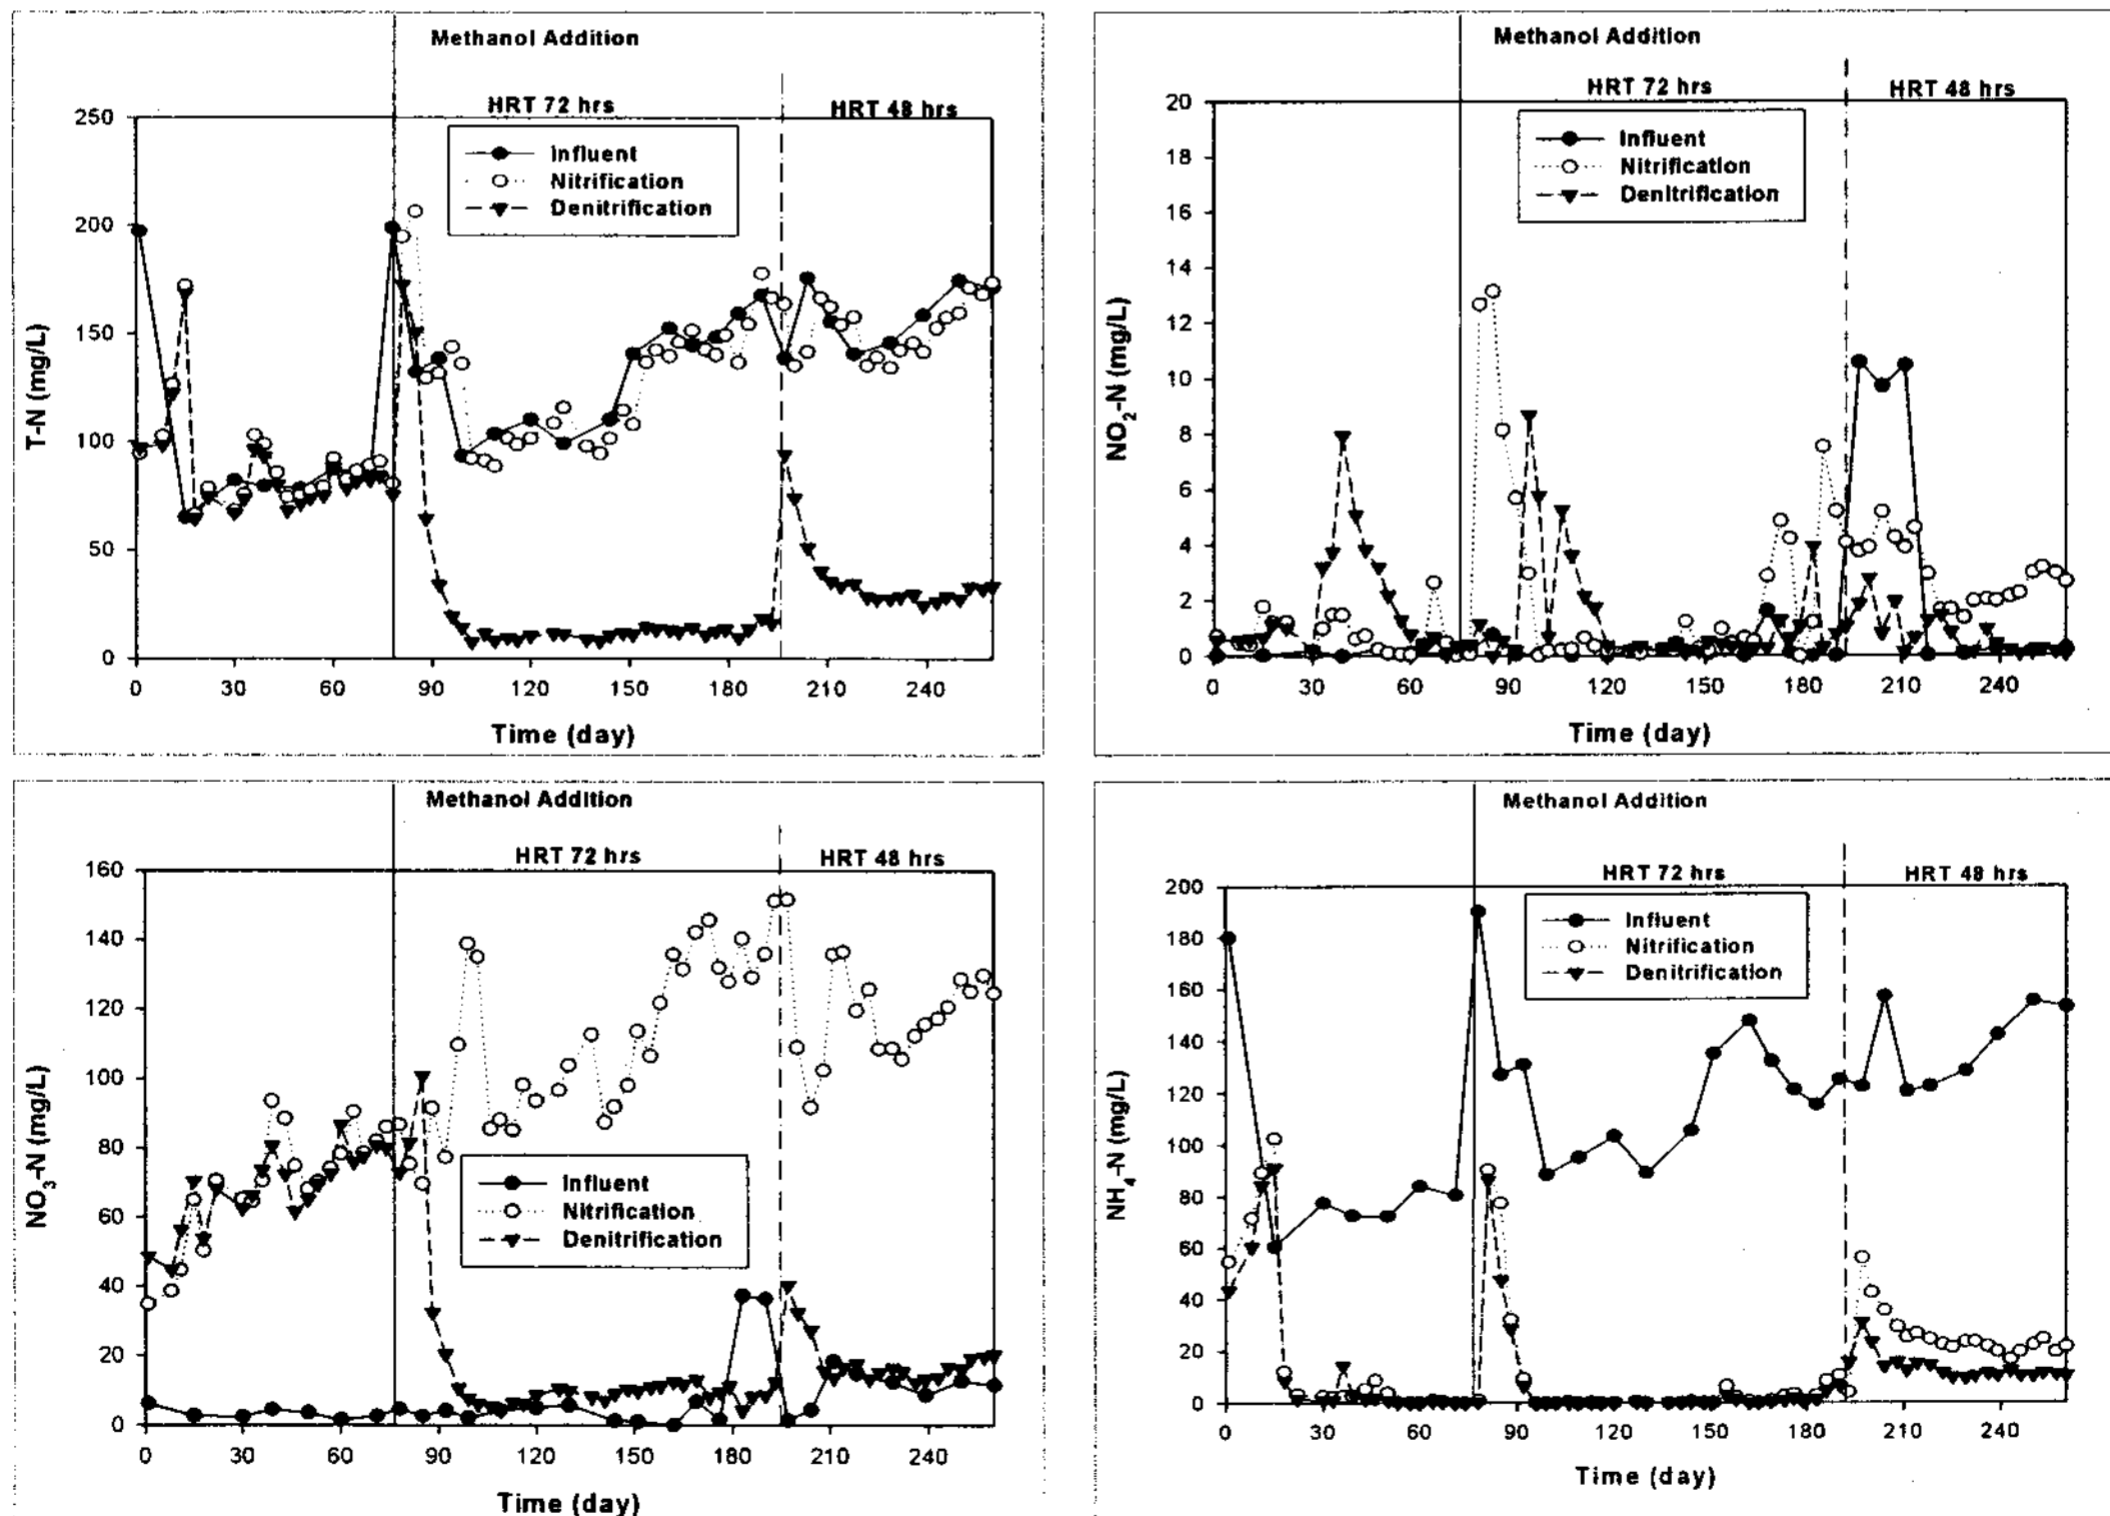 Methanol Addition
HRT 72 hrs
HRT 48 hrs
250
200
150
100
50
0
T-N (mg/L)
Influent
Nitrification
Denitrification
0 30 60 90 120 150 180 210 240
Time (day)
Methanol Addition
HRT 72 hrs
HRT 48 hrs
20
18
16
14
12
10
8
6
4
2
0
NO₂-N (mg/L)
Influent
Nitrification
Denitrification
0 30 60 90 120 150 180 210 240
Time (day)
Methanol Addition
HRT 72 hrs
HRT 48 hrs
160
140
120
100
80
60
40
20
0
NO₃-N (mg/L)
Influent
Nitrification
Denitrification
0 30 60 90 120 150 180 210 240
Time (day)
Methanol Addition
HRT 72 hrs
HRT 48 hrs
200
180
160
140
120
100
80
60
40
20
0
NH₄-N (mg/L)
Influent
Nitrification
Denitrification
0 30 60 90 120 150 180 210 240
Time (day)